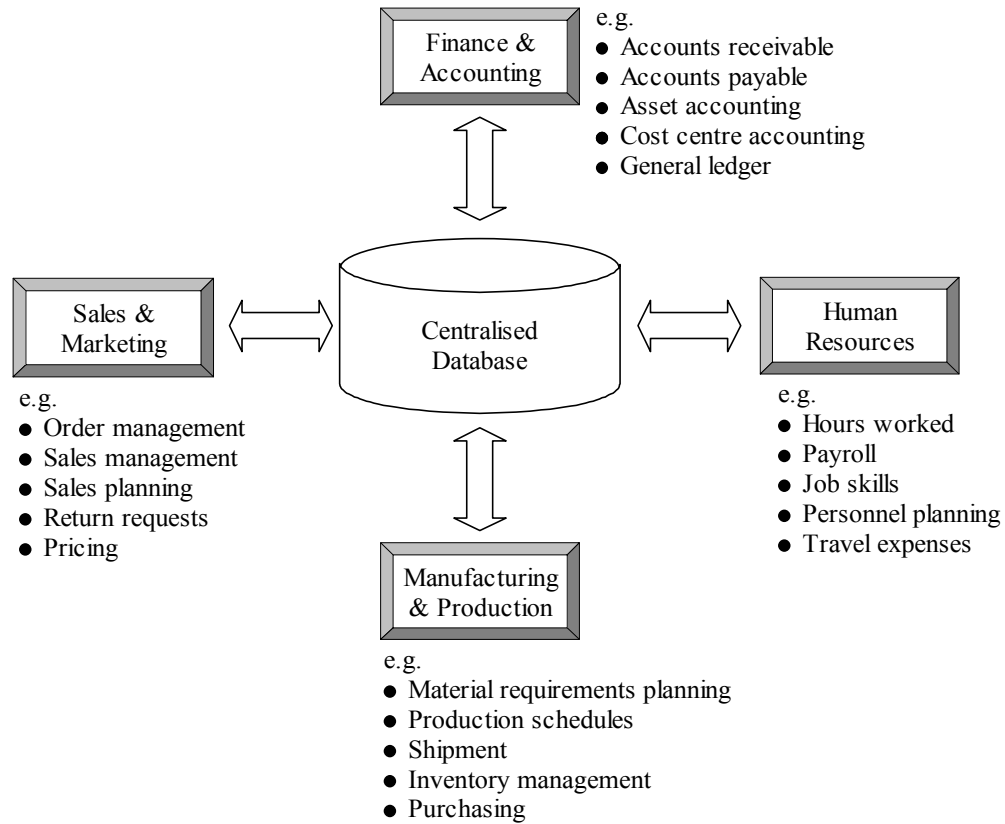 Finance &
Accounting
e.g.
● Accounts receivable
● Accounts payable
● Asset accounting
● Cost centre accounting
● General ledger
Sales &
Marketing
e.g.
● Order management
● Sales management
● Sales planning
● Return requests
● Pricing
Centralised
Database
Human
Resources
e.g.
● Hours worked
● Payroll
● Job skills
● Personnel planning
● Travel expenses
Manufacturing
& Production
e.g.
● Material requirements planning
● Production schedules
● Shipment
● Inventory management
● Purchasing